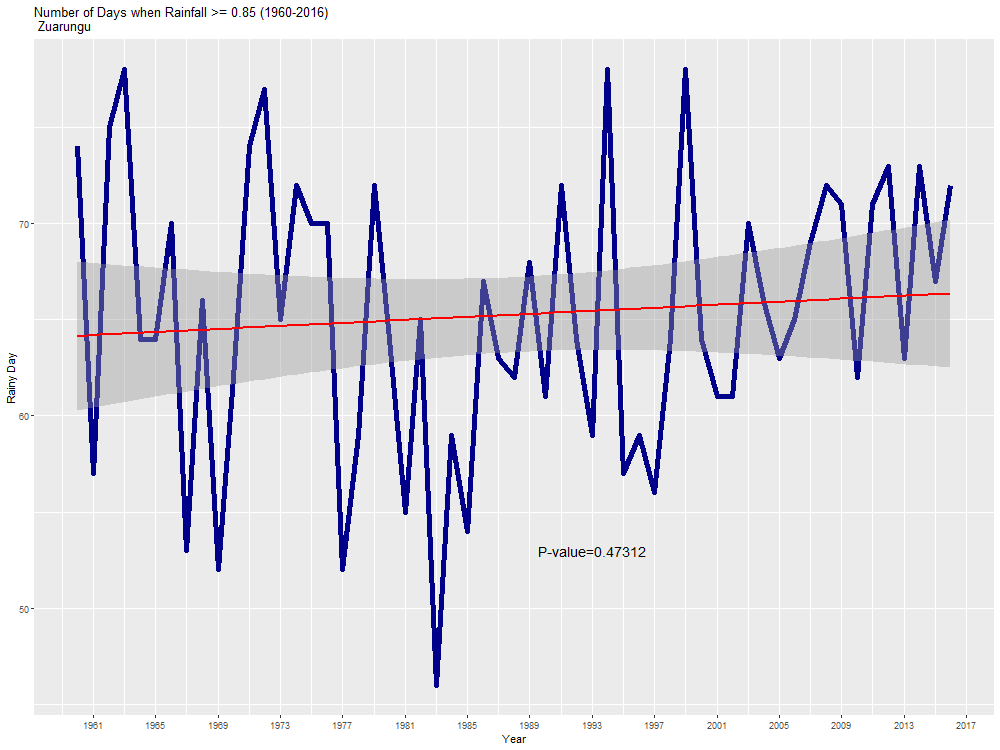 Number of Days when Rainfall >= 0.85 (1960-2016)
Zuarungu
70
60
50
Rainy Day
P-value=0.47312
1961 1965 1969 1973 1977 1981 1985 1989 1993 1997 2001 2005 2009 2013 2017
Year